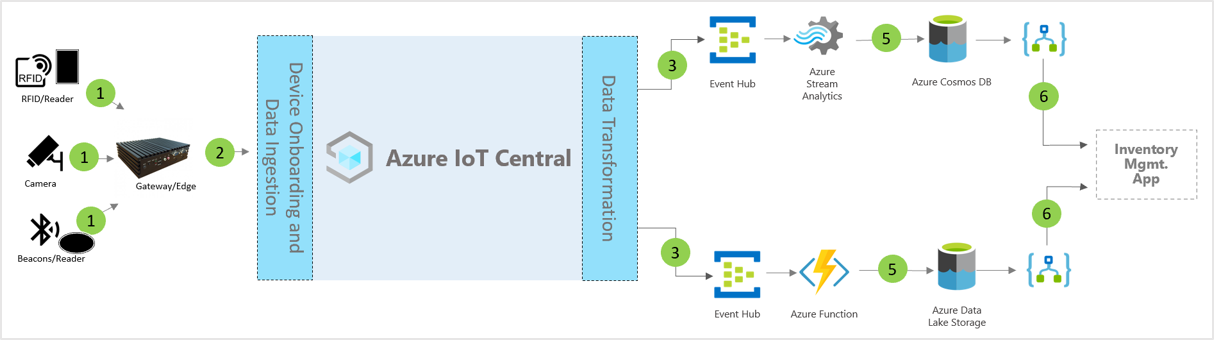 RFID
RFID/Reader
1
Camera
1
Beacons/Reader
1
Gateway/Edge
2
Device Onboarding and
Data Ingestion
Azure IoT Central
Data Transformation
3
Event Hub
Azure
Stream
Analytics
5
Azure Cosmos DB
6
3
Event Hub
Azure Function
5
Azure Data
Lake Storage
6
Inventory
Mgmt.
App